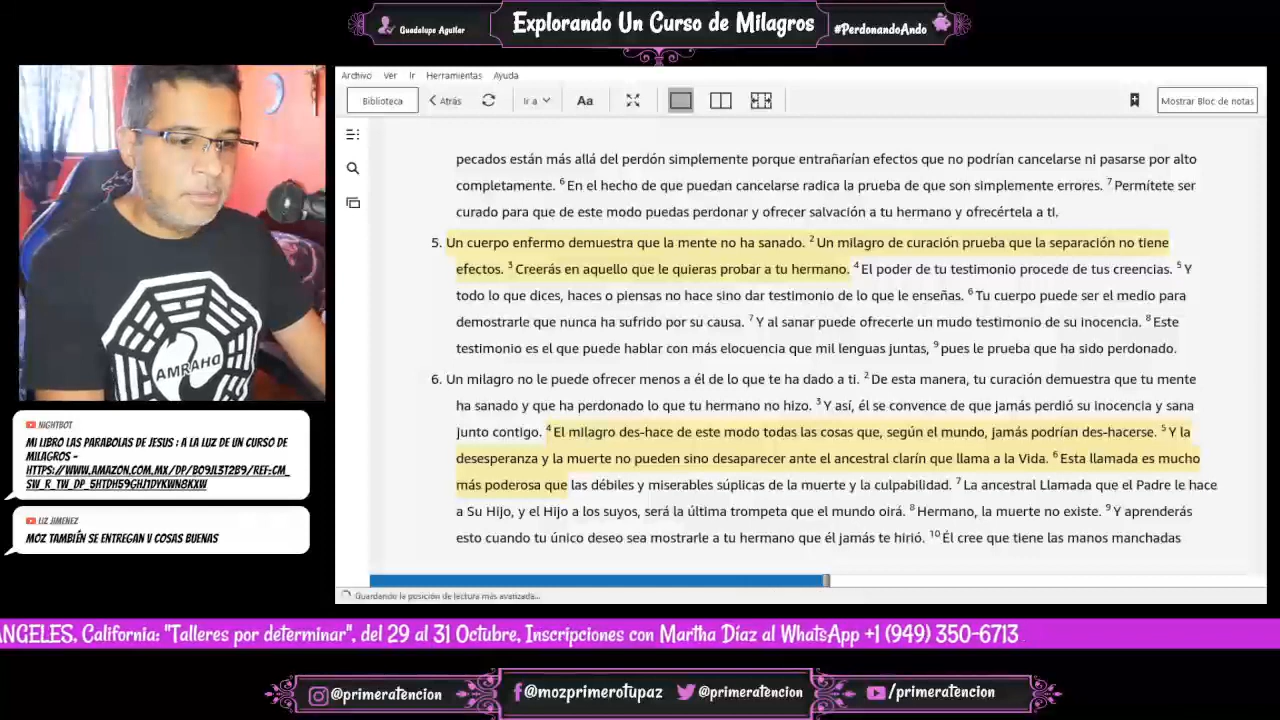 Guadalupe Aguilar
Explorando Un Curso de Milagros
#PerdonandoAndo
Archivo Ver Ir Herramientas Ayuda
Biblioteca Atrás Ir a Aa Mostrar Bloc de notas
pecados están más allá del perdón simplemente porque entrañarían efectos que no podrían cancelarse ni pasarse por alto
completamente. 6 En el hecho de que puedan cancelarse radica la prueba de que son simplemente errores. 7 Permítete ser
curado para que de este modo puedas perdonar y ofrecer salvación a tu hermano y ofrecértela a ti.
5. Un cuerpo enfermo demuestra que la mente no ha sanado. 2 Un milagro de curación prueba que la separación no tiene
efectos. 3 Creerás en aquello que le quieras probar a tu hermano. 4 El poder de tu testimonio procede de tus creencias. 5 Y
todo lo que dices, haces o piensas no hace sino dar testimonio de lo que le enseñas. 6 Tu cuerpo puede ser el medio para
demostrarle que nunca ha sufrido por su causa. 7 Y al sanar puede ofrecerle un mudo testimonio de su inocencia. 8 Este
testimonio es el que puede hablar con más elocuencia que mil lenguas juntas, 9 pues le prueba que ha sido perdonado.
6. Un milagro no le puede ofrecer menos a él de lo que te ha dado a ti. 2 De esta manera, tu curación demuestra que tu mente
ha sanado y que ha perdonado lo que tu hermano no hizo. 3 Y así, él se convence de que jamás perdió su inocencia y sana
junto contigo. 4 El milagro des-hace de este modo todas las cosas que, según el mundo, jamás podrían des-hacerse. 5 Y la
desesperanza y la muerte no pueden sino desaparecer ante el ancestral clarín que llama a la Vida. 6 Esta llamada es mucho
más poderosa que las débiles y miserables súplicas de la muerte y la culpabilidad. 7 La ancestral Llamada que el Padre le hace
a Su Hijo, y el Hijo a los suyos, será la última trompeta que el mundo oirá. 8 Hermano, la muerte no existe. 9 Y aprenderás
esto cuando tu único deseo sea mostrarle a tu hermano que él jamás te hirió. 10 Él cree que tiene las manos manchadas
Guardando la posición de lectura más avanzada...
AMRAHD
NIGHTBOT
MI LIBRO LAS PARABOLAS DE JESUS : A LA LUZ DE UN CURSO DE
MILAGROS -
HTTPS://WWW.AMAZON.COM.MX/DP/B09JL3T2B9/REF=CM_
SW_R_TW_DP_5HTDH59GHJ1DYKWN8KXW
LIZ JIMENEZ
MOZ TAMBIÉN SE ENTREGAN V COSAS BUENAS
ANGELES, California: "Talleres por determinar", del 29 al 31 Octubre, Inscripciones con Martha Díaz al WhatsApp +1 (949) 350-6713
@primeratencion @mozprimerotupaz @primeratencion /primeratencion